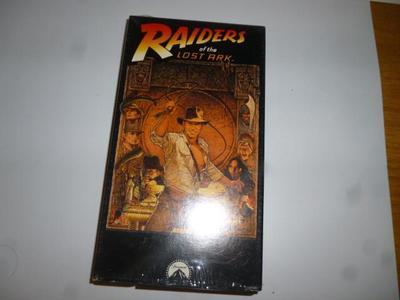 RAIDERS
of the
LOST ARK